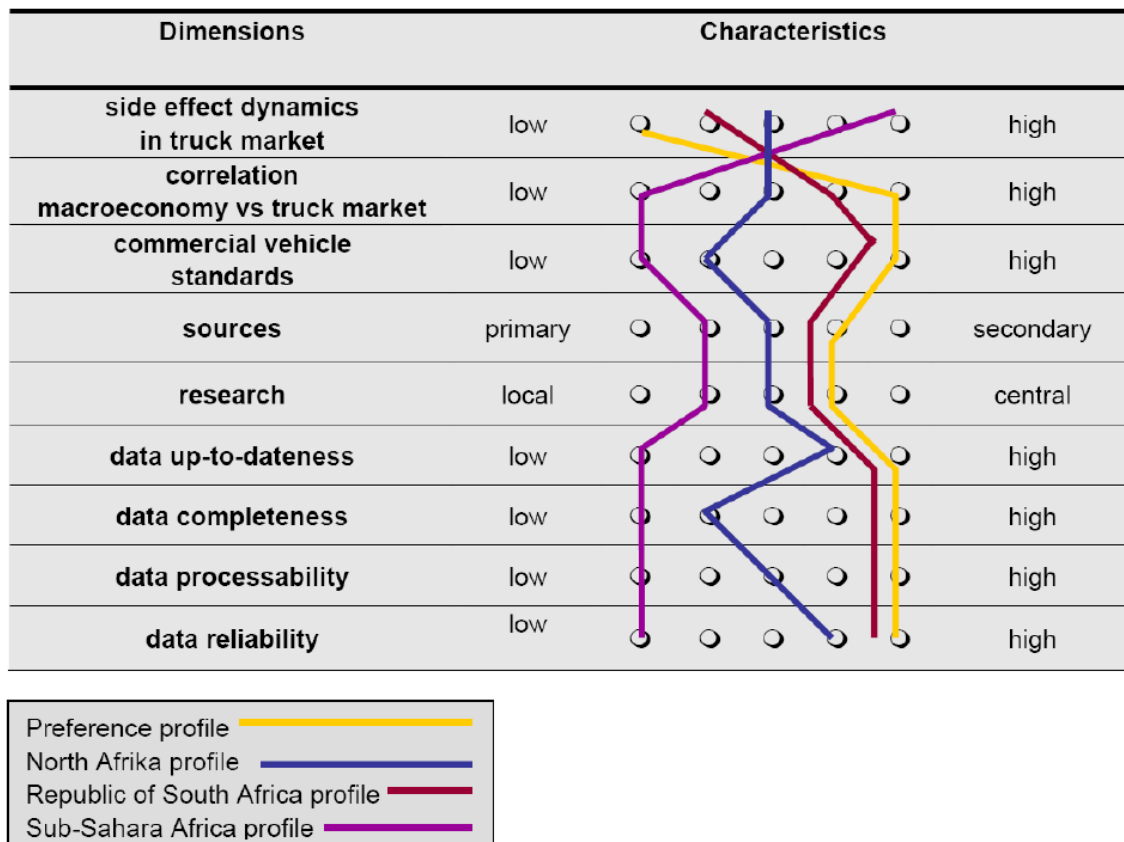 Dimensions Characteristics
side effect dynamics
in truck market low high
correlation
macroeconomy vs truck market low high
commercial vehicle
standards low high
sources primary secondary
research local central
data up-to-dateness low high
data completeness low high
data processability low high
data reliability low high
Preference profile
North Afrika profile
Republic of South Africa profile
Sub-Sahara Africa profile